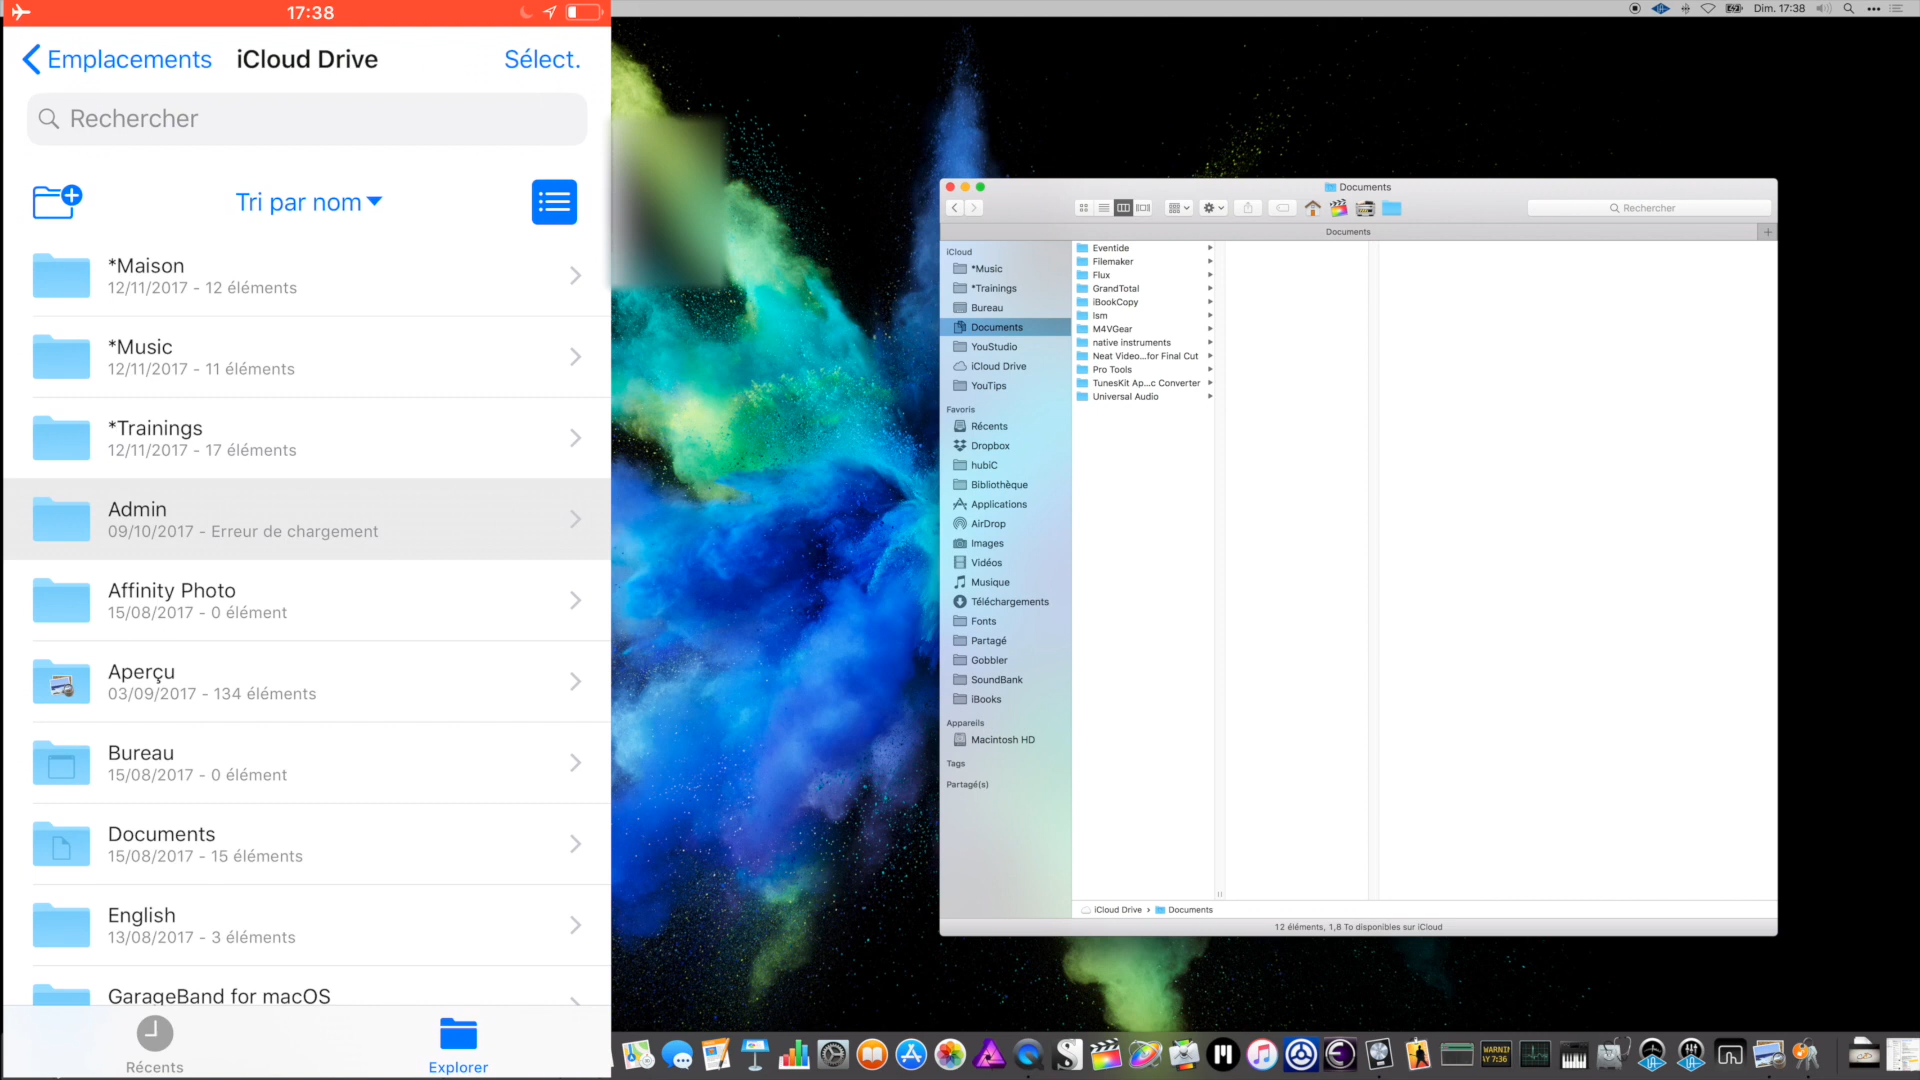 17:38
Emplacements
iCloud Drive
Sélect.
Rechercher
Tri par nom
*Maison
12/11/2017 - 12 éléments
*Music
12/11/2017 - 11 éléments
*Trainings
12/11/2017 - 17 éléments
Admin
09/10/2017 - Erreur de chargement
Affinity Photo
15/08/2017 - 0 élément
Aperçu
03/09/2017 - 134 éléments
Bureau
15/08/2017 - 0 élément
Documents
15/08/2017 - 15 éléments
English
13/08/2017 - 3 éléments
GarageBand for macOS
Récents
Explorer
Dim. 17:38
Documents
Rechercher
Documents
iCloud
*Music
*Trainings
Bureau
Documents
YouStudio
iCloud Drive
YouTips
Favoris
Récents
Dropbox
hubiC
Bibliothèque
Applications
AirDrop
Images
Vidéos
Musique
Téléchargements
Fonts
Partagé
Gobbler
SoundBank
iBooks
Appareils
Macintosh HD
Tags
Partagé(s)
Eventide
Filemaker
Flux
GrandTotal
iBookCopy
Ism
M4VGear
native instruments
Neat Video...for Final Cut
Pro Tools
TunesKit Ap...c Converter
Universal Audio
iCloud Drive › Documents
12 éléments, 1,8 To disponibles sur iCloud